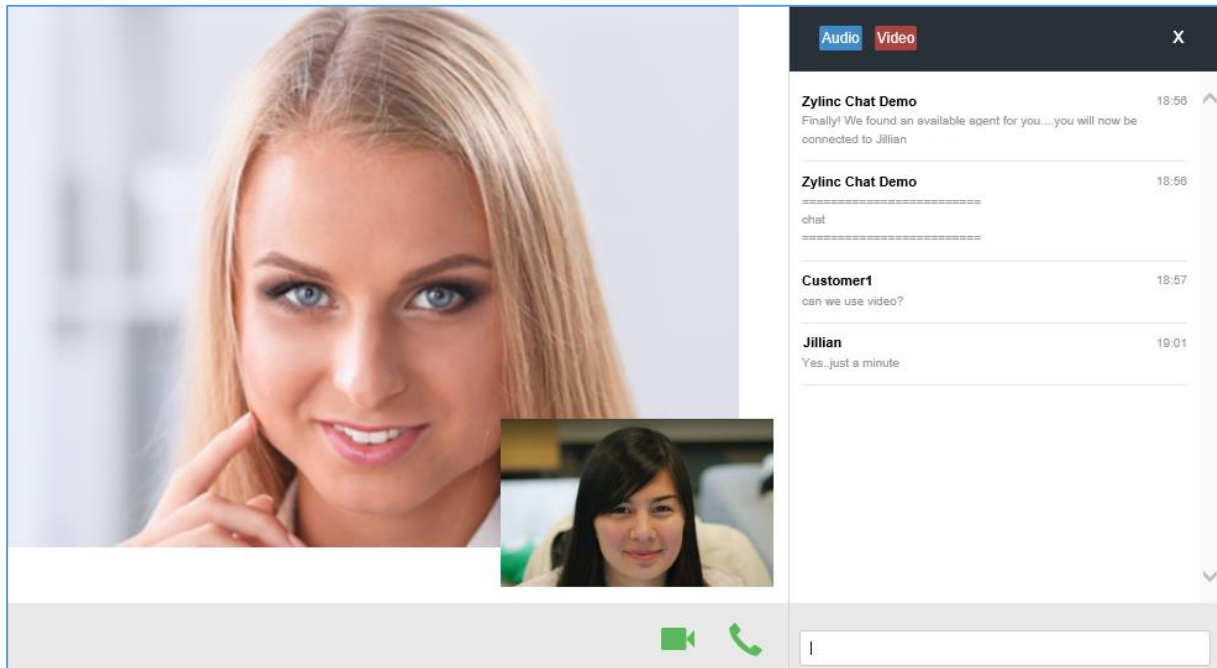 Audio Video X
Zylinc Chat Demo 18:56
Finally! We found an available agent for you....you will now be
connected to Jillian
Zylinc Chat Demo 18:56
=========================
chat
=========================
Customer1 18:57
can we use video?
Jillian 19:01
Yes..just a minute